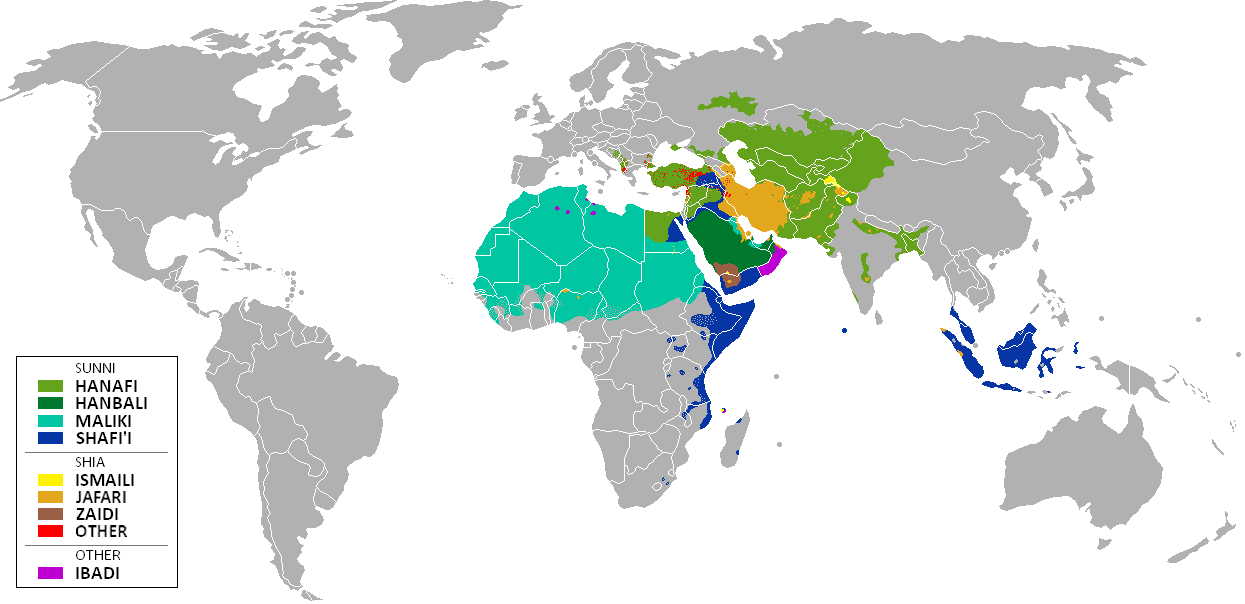 SUNNI
HANAFI
HANBALI
MALIKI
SHAFI'I
SHIA
ISMAILI
JAFARI
ZAIDI
OTHER
OTHER
IBADI